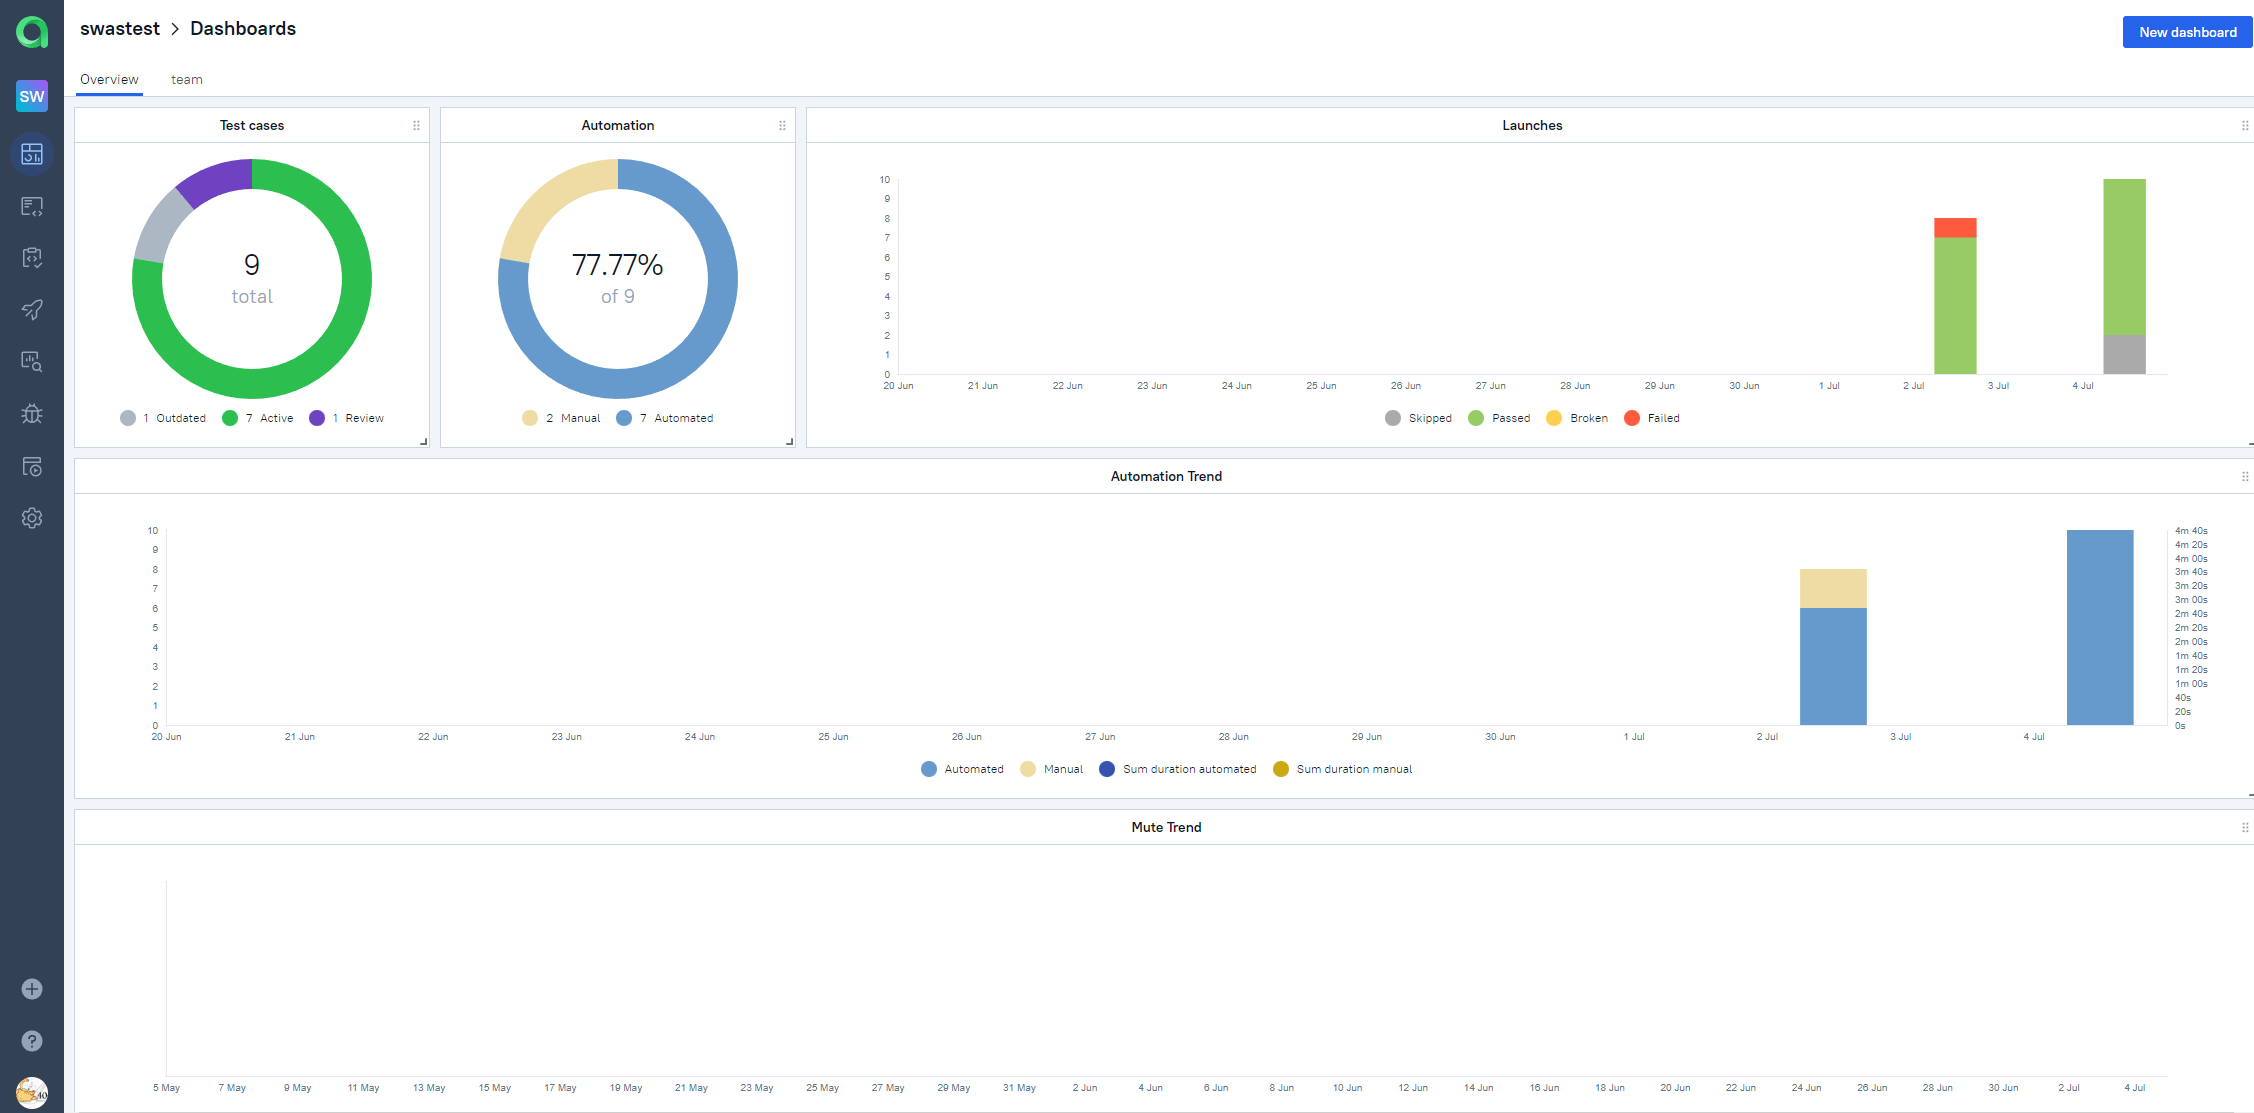 swastest > Dashboards
New dashboard
SW
Overview team
Test cases
9
total
1 Outdated 7 Active 1 Review
Automation
77.77%
of 9
2 Manual 7 Automated
Launches
10
9
8
7
6
5
4
3
2
1
0
20 Jun 21 Jun 22 Jun 23 Jun 24 Jun 25 Jun 26 Jun 27 Jun 28 Jun 29 Jun 30 Jun 1 Jul 2 Jul 3 Jul 4 Jul
Skipped Passed Broken Failed
Automation Trend
10
9
8
7
6
5
4
3
2
1
0
4m 40s
4m 20s
4m 00s
3m 40s
3m 20s
3m 00s
2m 40s
2m 20s
2m 00s
1m 40s
1m 20s
1m 00s
40s
20s
0s
20 Jun 21 Jun 22 Jun 23 Jun 24 Jun 25 Jun 26 Jun 27 Jun 28 Jun 29 Jun 30 Jun 1 Jul 2 Jul 3 Jul 4 Jul
Automated Manual Sum duration automated Sum duration manual
Mute Trend
5 May 7 May 9 May 11 May 13 May 15 May 17 May 19 May 21 May 23 May 25 May 27 May 29 May 31 May 2 Jun 4 Jun 6 Jun 8 Jun 10 Jun 12 Jun 14 Jun 16 Jun 18 Jun 20 Jun 22 Jun 24 Jun 26 Jun 28 Jun 30 Jun 2 Jul 4 Jul